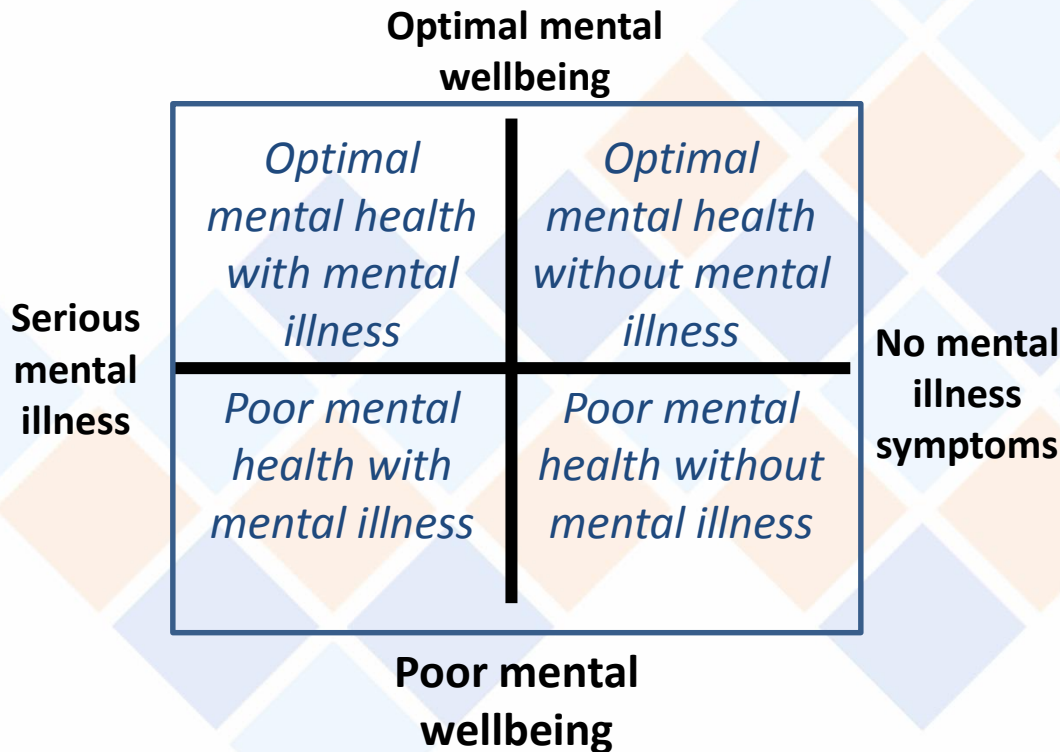 Optimal mental
wellbeing
Optimal
mental health
with mental
illness
Optimal
mental health
without mental
illness
Serious
mental
illness
No mental
illness
symptoms
Poor mental
health with
mental illness
Poor mental
health without
mental illness
Poor mental
wellbeing